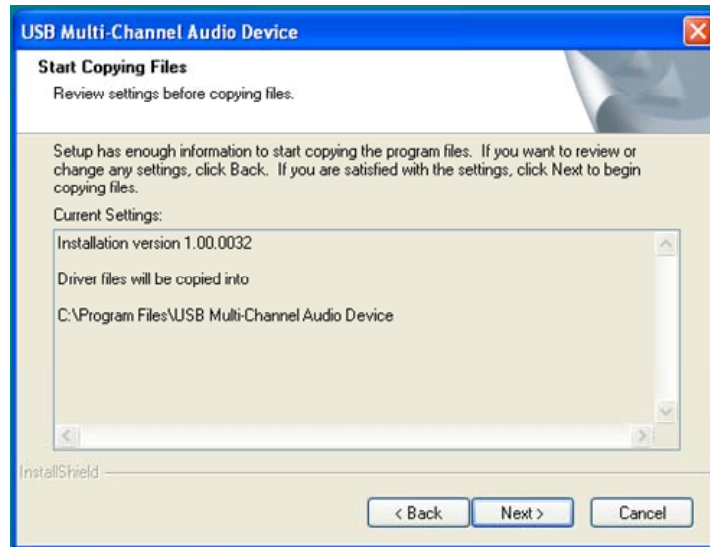 USB Multi-Channel Audio Device
Start Copying Files
Review settings before copying files.
Setup has enough information to start copying the program files.  If you want to review or
change any settings, click Back.  If you are satisfied with the settings, click Next to begin
copying files.
Current Settings:
Installation version 1.00.0032
Driver files will be copied into
C:\Program Files\USB Multi-Channel Audio Device
InstallShield
< Back
Next >
Cancel